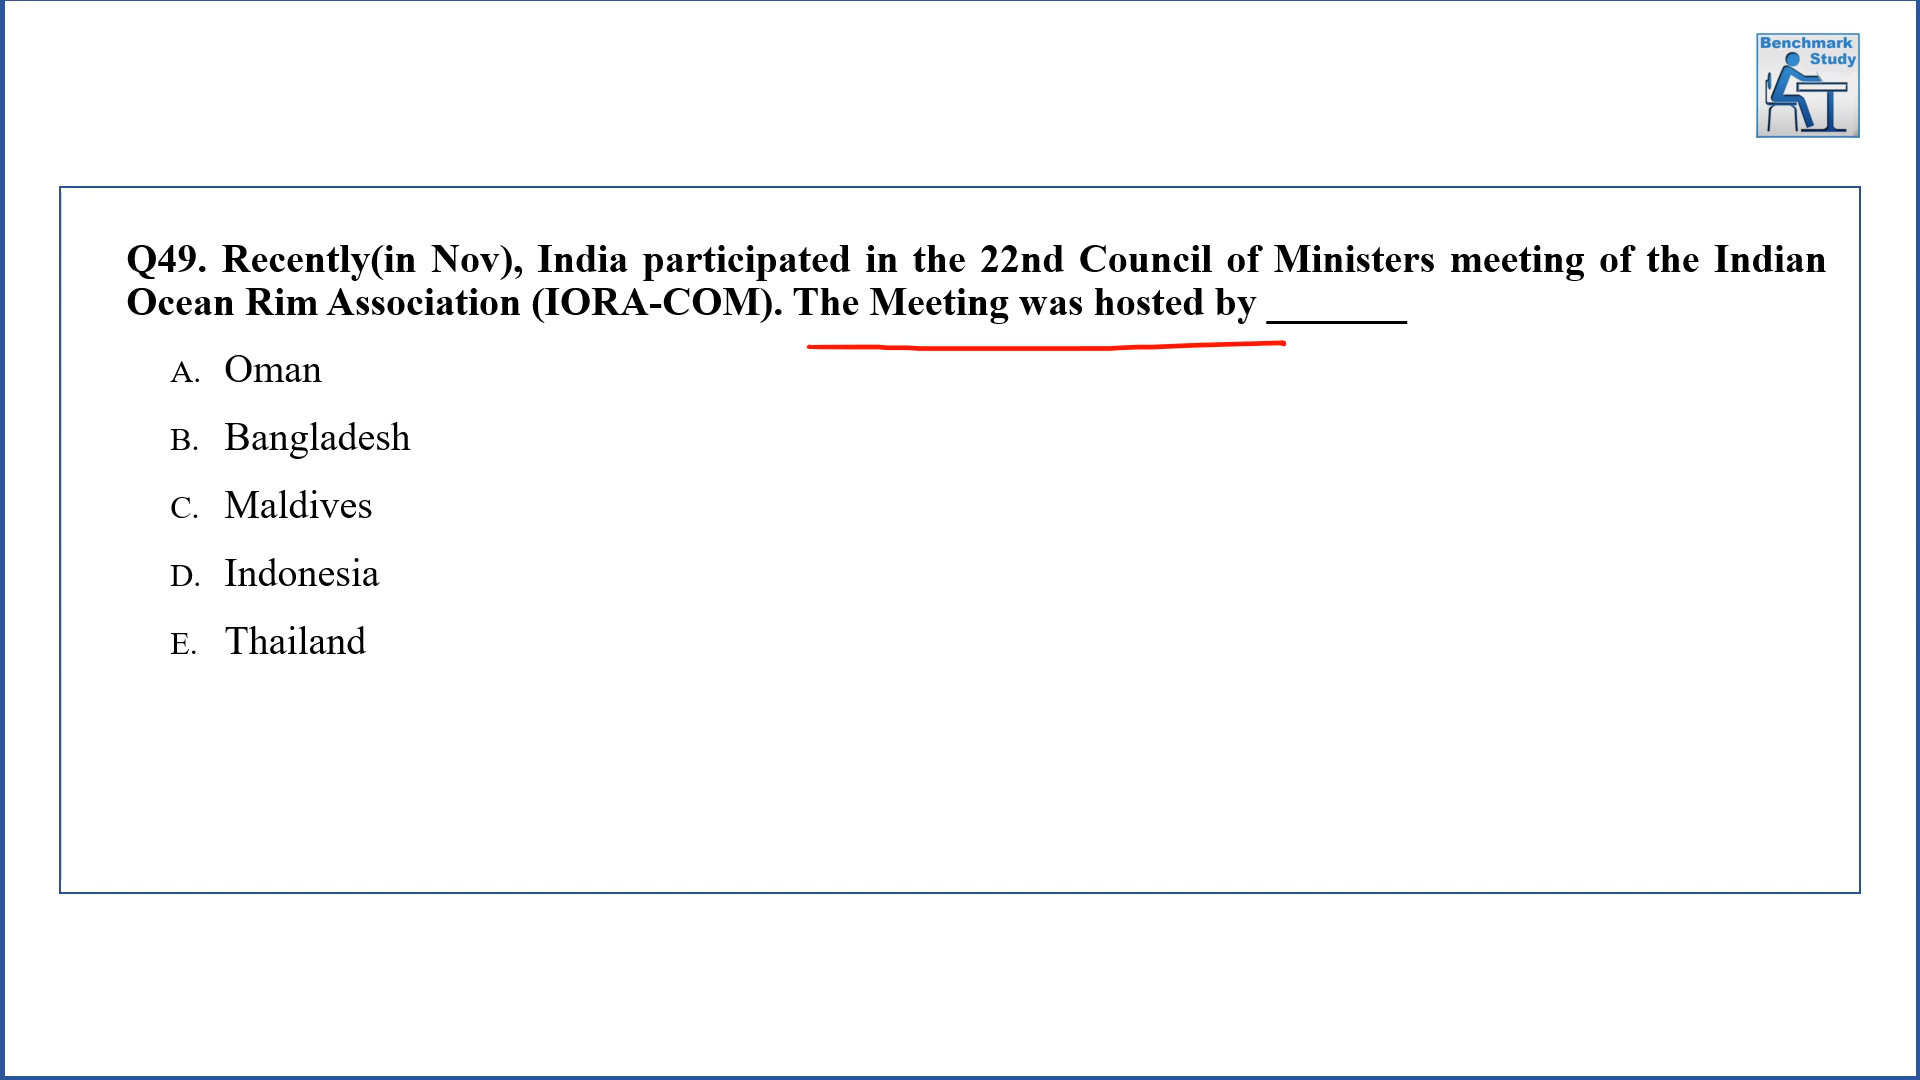 Benchmark
Study
Q49. Recently(in Nov), India participated in the 22nd Council of Ministers meeting of the Indian
Ocean Rim Association (IORA-COM). The Meeting was hosted by _______
A. Oman
B. Bangladesh
C. Maldives
D. Indonesia
E. Thailand